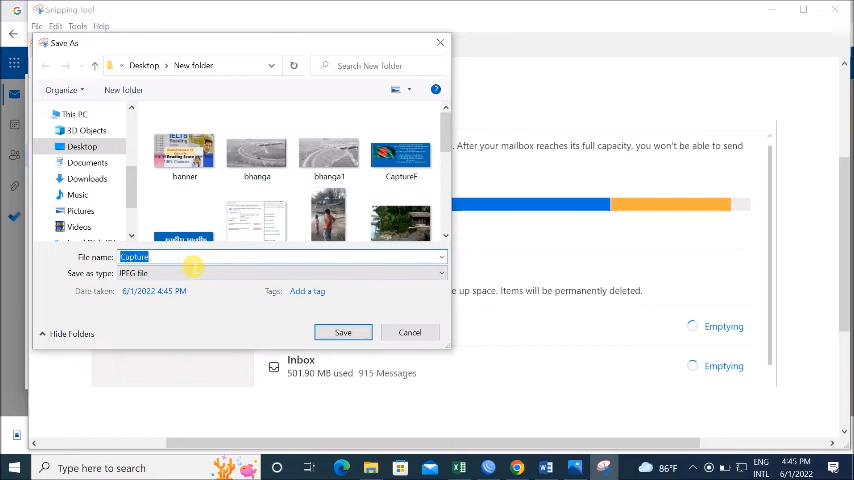 Snipping Tool
File Edit Tools Help
Save As
« Desktop › New folder
Search New folder
Organize
New folder
This PC
3D Objects
Desktop
Documents
Downloads
Music
Pictures
Videos
IELTS
Reading
banner
bhanga
bhanga1
CaptureF
File name: Capture
Save as type: JPEG file
Date taken: 6/1/2022 4:45 PM
Tags: Add a tag
Hide Folders
Save
Cancel
. After your mailbox reaches its full capacity, you won't be able to send
e up space. Items will be permanently deleted.
Emptying
Inbox
501.90 MB used 915 Messages
Emptying
Type here to search
86°F
ENG
INTL
4:45 PM
6/1/2022